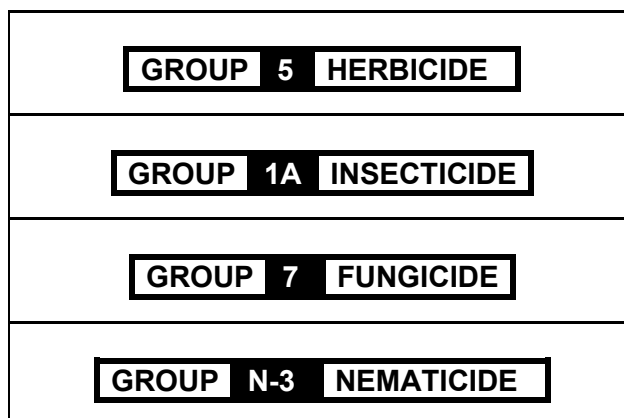 GROUP 5 HERBICIDE
GROUP 1A INSECTICIDE
GROUP 7 FUNGICIDE
GROUP N-3 NEMATICIDE